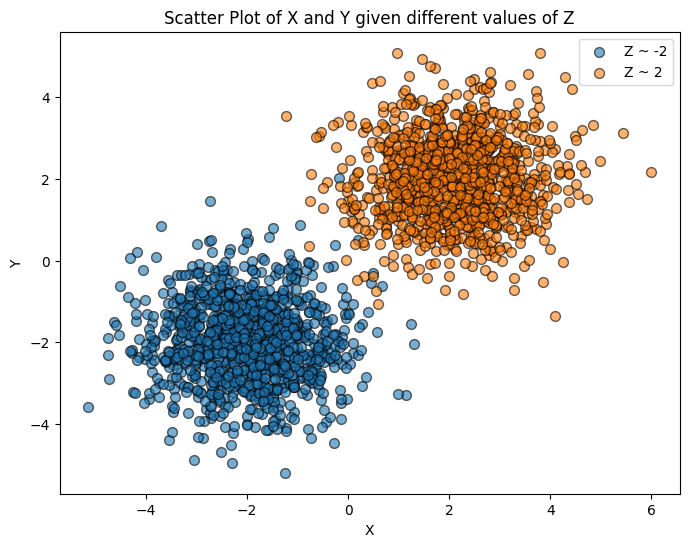 Scatter Plot of X and Y given different values of Z
Z ~ -2
Z ~ 2
4
2
0
−2
−4
Y
−4
−2
0
2
4
6
X